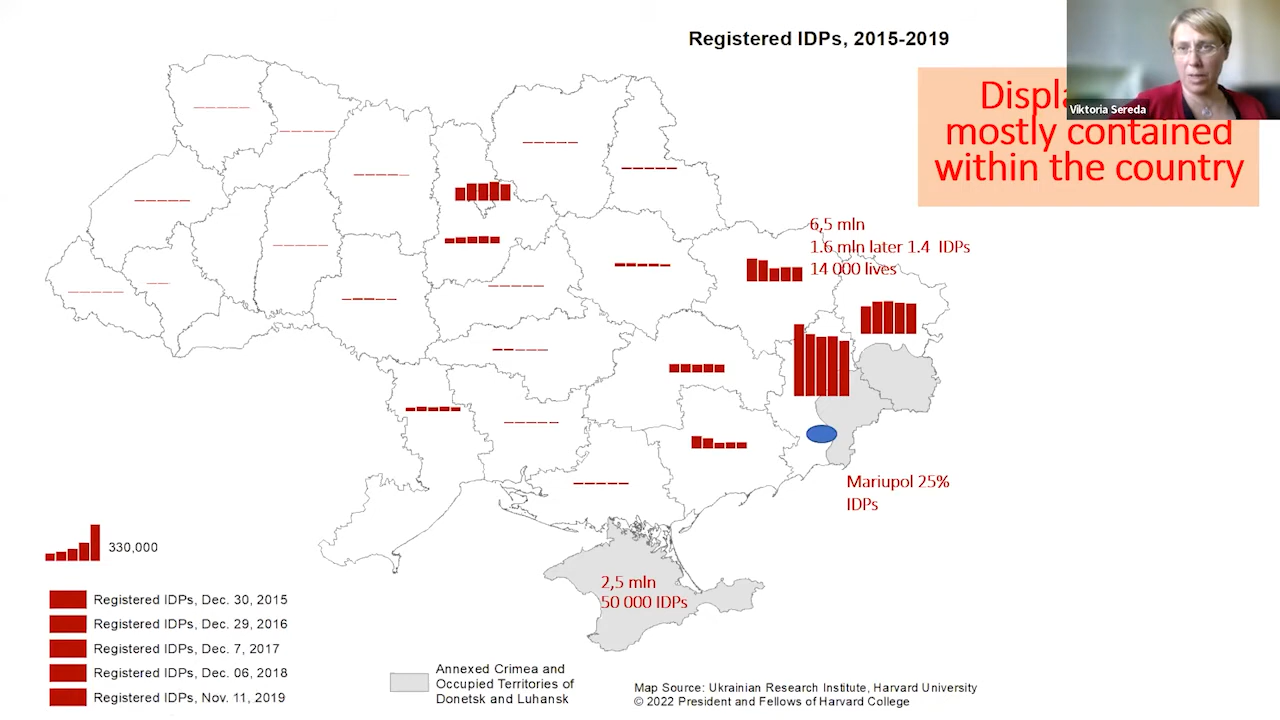 Registered IDPs, 2015-2019
Viktoria Sereda
mostly contained
within the country
6,5 mln
1.6 mln later 1.4 IDPs
14 000 lives
Mariupol 25%
IDPs
2,5 mln
50 000 IDPs
330,000
Registered IDPs, Dec. 30, 2015
Registered IDPs, Dec. 29, 2016
Registered IDPs, Dec. 7, 2017
Registered IDPs, Dec. 06, 2018
Registered IDPs, Nov. 11, 2019
Annexed Crimea and
Occupied Territories of
Donetsk and Luhansk
Map Source: Ukrainian Research Institute, Harvard University
© 2022 President and Fellows of Harvard College